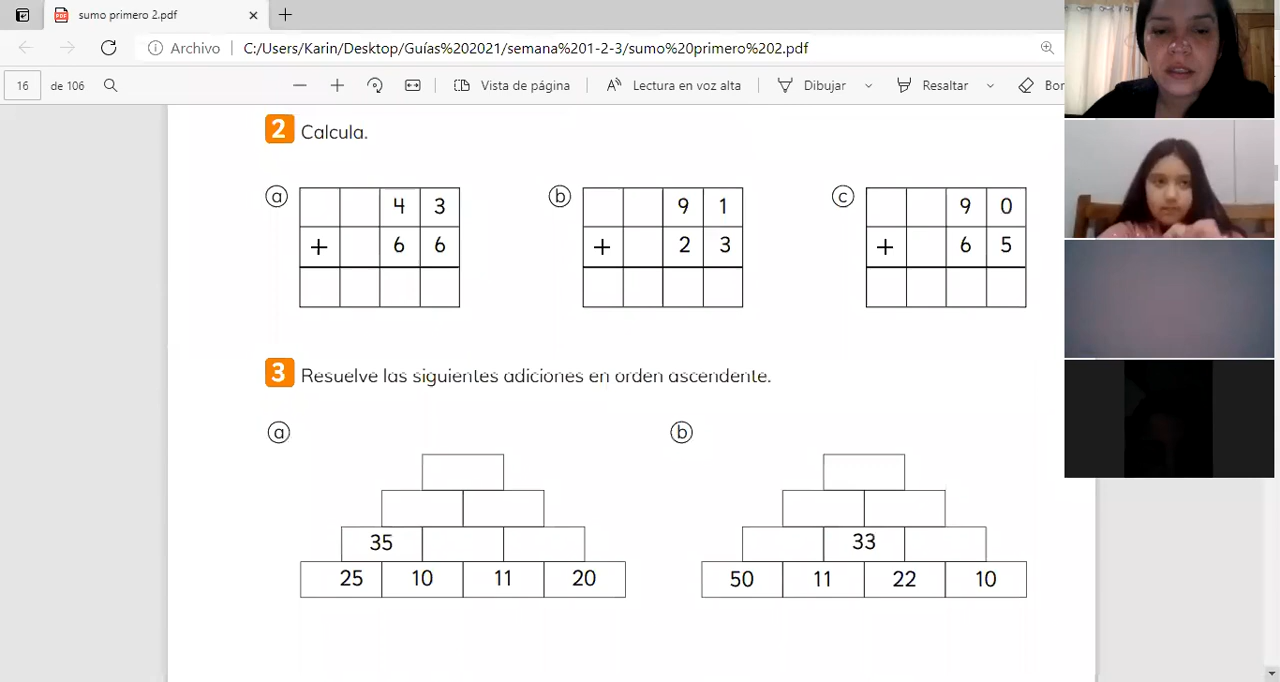 sumo primero 2.pdf
Archivo
C:/Users/Karin/Desktop/Guías%202021/semana%201-2-3/sumo%20primero%202.pdf
16 de 106
Vista de página
Lectura en voz alta
Dibujar
Resaltar
Bor
2 Calcula.
a 4 3 b 9 1 c 9 0
+ 6 6 + 2 3 + 6 5
3 Resuelve las siguientes adiciones en orden ascendente.
a b
35 33
25 10 11 20 50 11 22 10